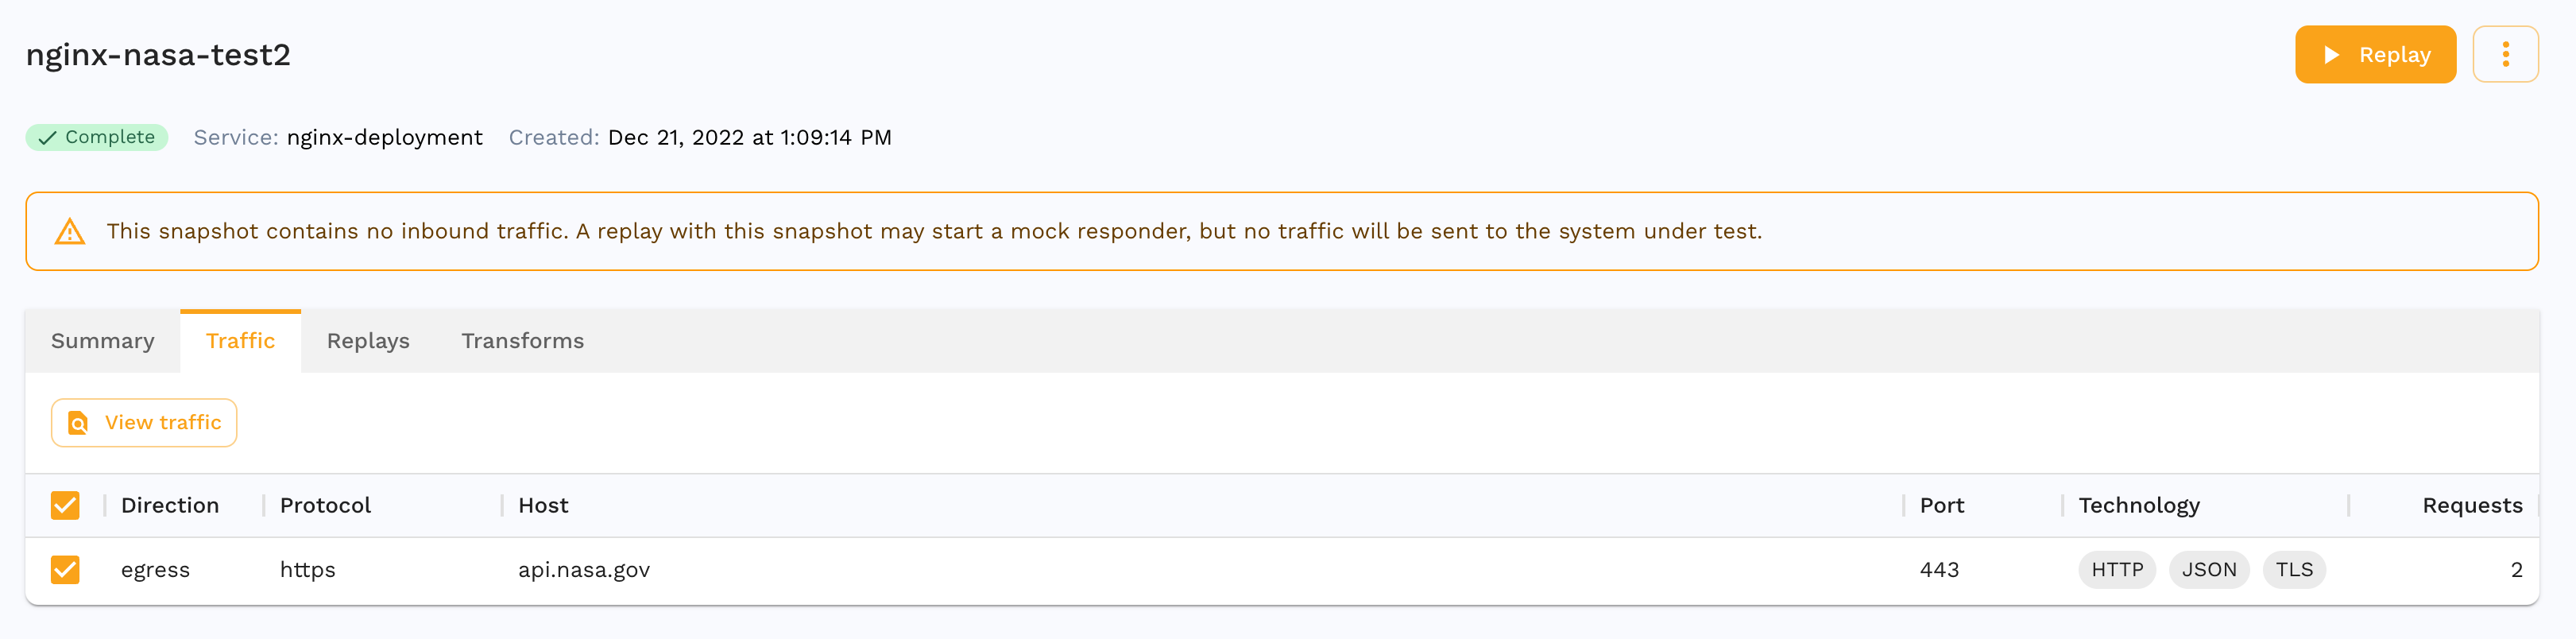 nginx-nasa-test2
Replay
Complete Service: nginx-deployment Created: Dec 21, 2022 at 1:09:14 PM
This snapshot contains no inbound traffic. A replay with this snapshot may start a mock responder, but no traffic will be sent to the system under test.
Summary Traffic Replays Transforms
View traffic
Direction Protocol Host Port Technology Requests
egress https api.nasa.gov 443 HTTP JSON TLS 2